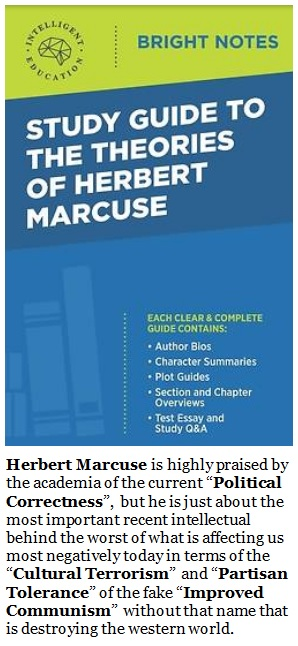 INTELLIGENT
EDUCATION
BRIGHT NOTES
STUDY GUIDE TO
THE THEORIES
OF HERBERT
MARCUSE
EACH CLEAR & COMPLETE
GUIDE CONTAINS:
• Author Bios
• Character Summaries
• Plot Guides
• Section and Chapter
Overviews
• Test Essay and
Study Q&A
Herbert Marcuse is highly praised by
the academia of the current “Political
Correctness”,  but he is just about the
most important recent intellectual
behind the worst of what is affecting us
most negatively today in terms of the
“Cultural Terrorism” and “Partisan
Tolerance” of the fake “Improved
Communism” without that name that
is destroying the western world.